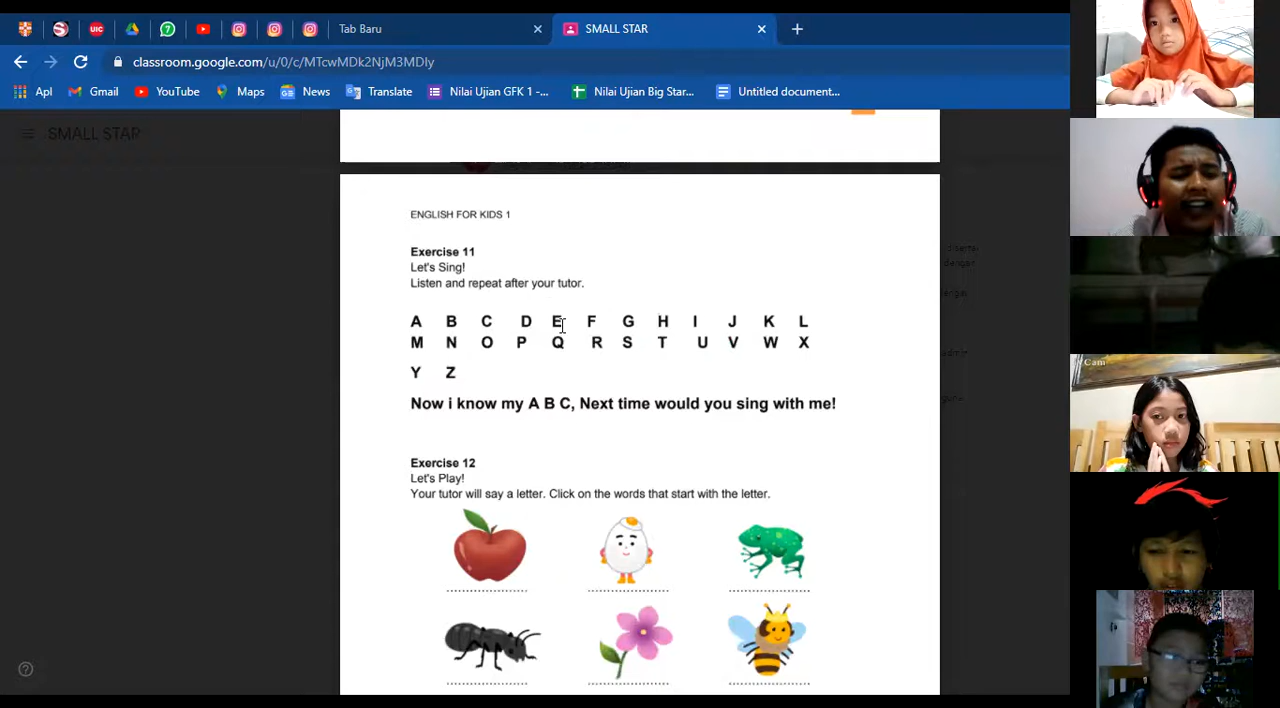 UIC
7
Tab Baru
SMALL STAR
classroom.google.com/u/0/c/MTcwMDk2NjM3MDIy
Apl
Gmail
YouTube
Maps
News
Translate
Nilai Ujian GFK 1 -...
Nilai Ujian Big Star...
Untitled document...
SMALL STAR
ENGLISH FOR KIDS 1
Exercise 11
Let's Sing!
Listen and repeat after your tutor.
A B C D E F G H I J K L
M N O P Q R S T U V W X
Y Z
Now i know my A B C, Next time would you sing with me!
Exercise 12
Let's Play!
Your tutor will say a letter. Click on the words that start with the letter.